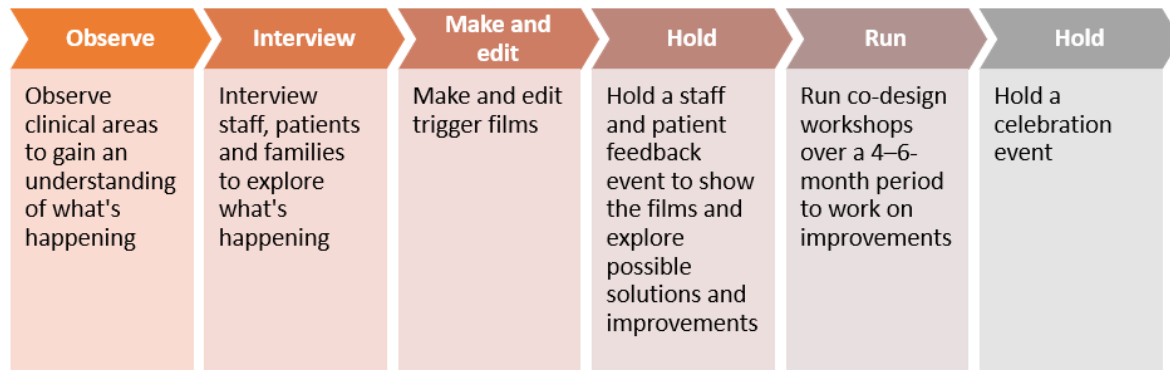 Observe
Observe
clinical areas
to gain an
understanding
of what's
happening
Interview
Interview
staff, patients
and families
to explore
what's
happening
Make and
edit
Make and edit
trigger films
Hold
Hold a staff
and patient
feedback
event to show
the films and
explore
possible
solutions and
improvements
Run
Run co-design
workshops
over a 4–6-
month period
to work on
improvements
Hold
Hold a
celebration
event